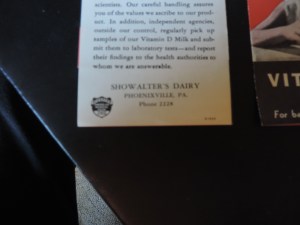 scientists. Our careful handling assures
you of the values we ascribe to our prod-
uct. In addition, independent agencies,
outside our control, regularly pick up
samples of our Vitamin D Milk and sub-
mit them to laboratory tests—and report
their findings to the health authorities to
whom we are answerable.
SHOWALTER'S DAIRY
PHOENIXVILLE, PA.
Phone 2228
VIT
For be